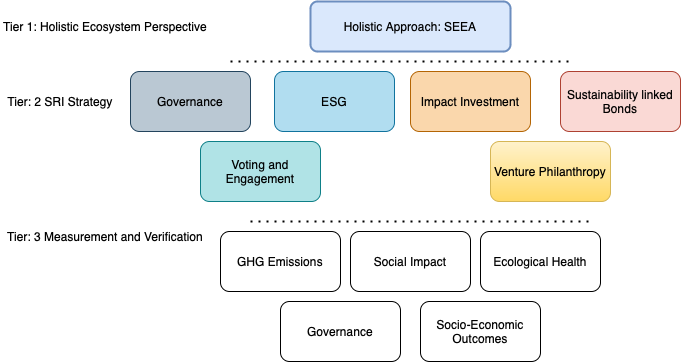 Tier 1: Holistic Ecosystem Perspective
Holistic Approach: SEEA
Tier: 2 SRI Strategy
Governance
ESG
Impact Investment
Sustainability linked
Bonds
Voting and
Engagement
Venture Philanthropy
Tier: 3 Measurement and Verification
GHG Emissions
Social Impact
Ecological Health
Governance
Socio-Economic
Outcomes